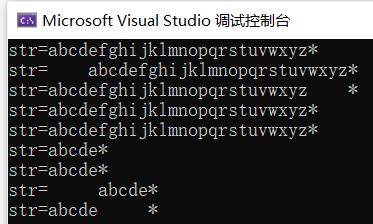 Microsoft Visual Studio 调试控制台
str=abcdefghijklmnopqrstuvwxyz*
str=    abcdefghijklmnopqrstuvwxyz*
str=abcdefghijklmnopqrstuvwxyz    *
str=abcdefghijklmnopqrstuvwxyz*
str=abcdefghijklmnopqrstuvwxyz*
str=abcde*
str=abcde*
str=     abcde*
str=abcde     *